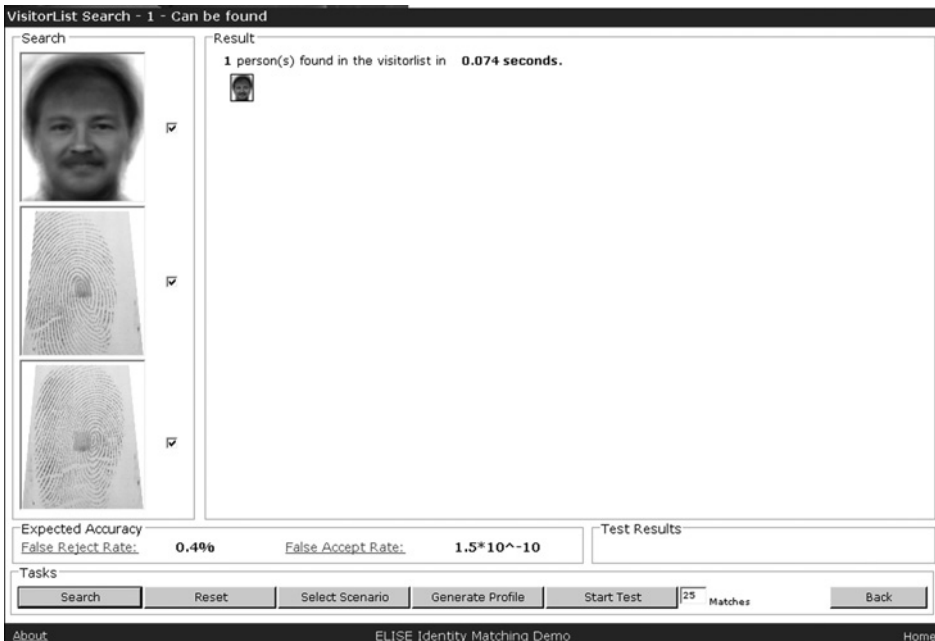 VisitorList Search - 1 - Can be found
Search
Result
1 person(s) found in the visitorlist in 0.074 seconds.
Expected Accuracy
False Reject Rate: 0.4% False Accept Rate: 1.5*10^-10
Test Results
Tasks
Search Reset Select Scenario Generate Profile Start Test 25 Matches Back
About ELISE Identity Matching Demo Home